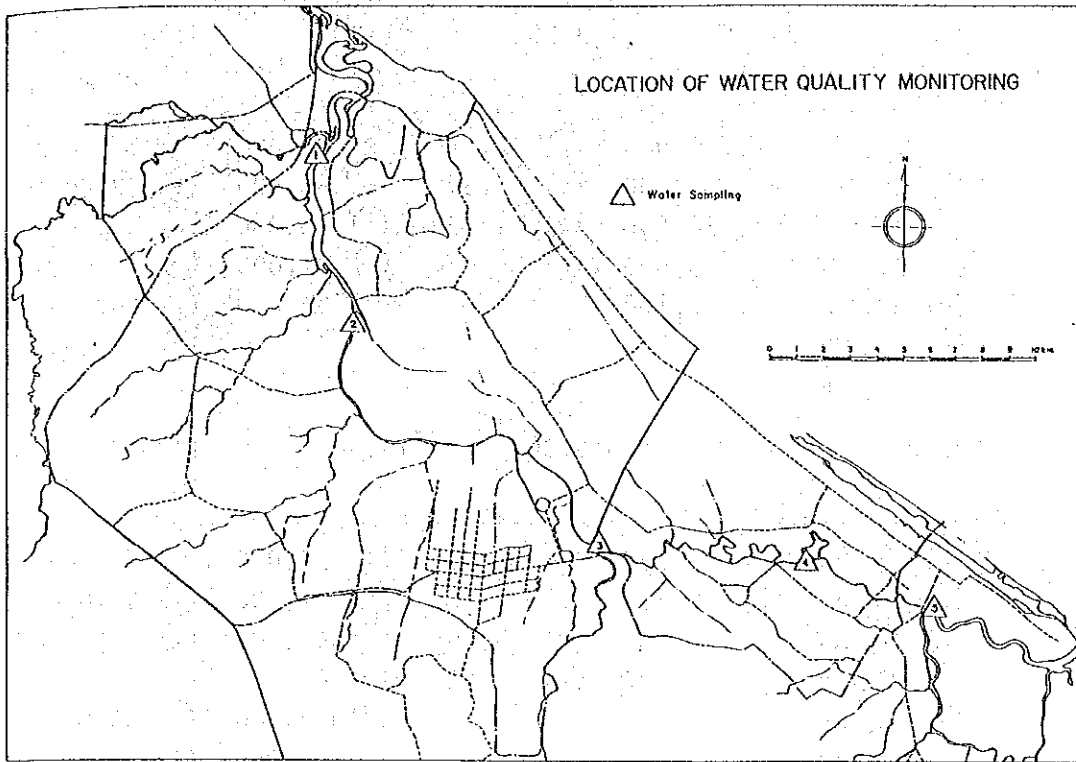 LOCATION OF WATER QUALITY MONITORING
N
Water Sampling
0 1 2 3 4 5 6 7 8 9 10 K M.
1
2
3
4
5